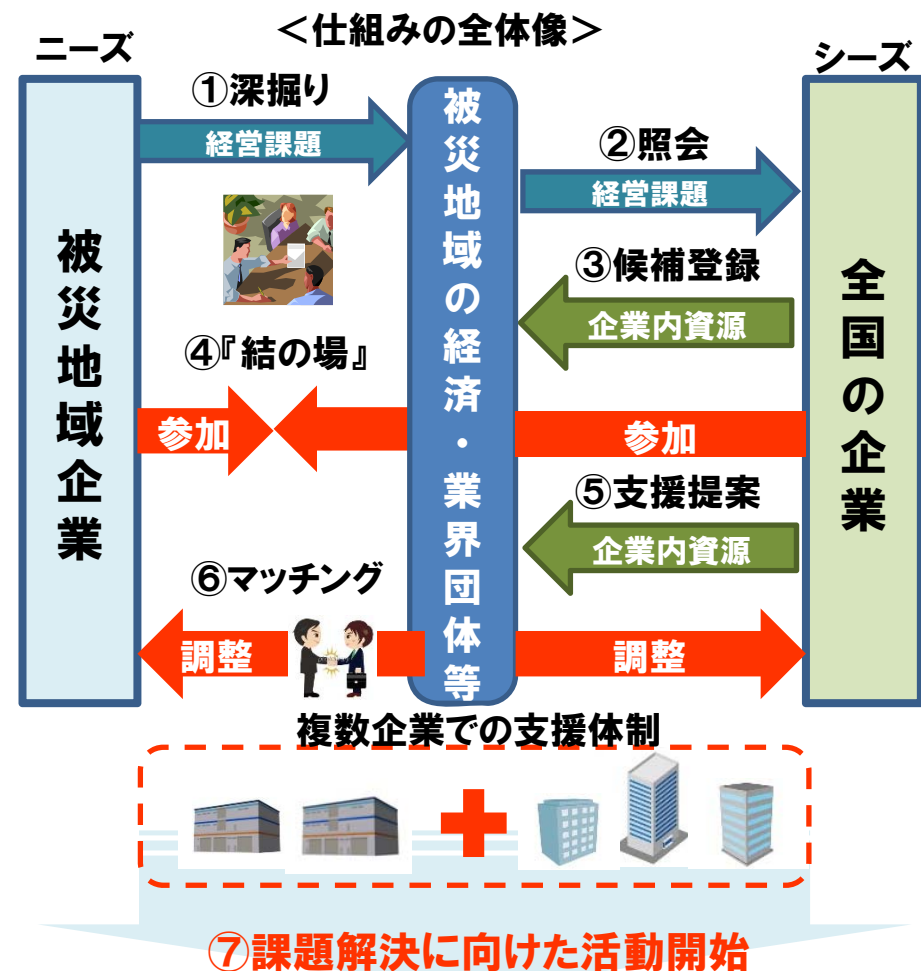 ＜仕組みの全体像＞
ニーズ
シーズ
被災地域企業
被災地域の経済・業界団体等
全国の企業
①深掘り
経営課題
②照会
経営課題
③候補登録
企業内資源
④『結の場』
参加
参加
⑤支援提案
企業内資源
⑥マッチング
調整
調整
複数企業での支援体制
⑦課題解決に向けた活動開始